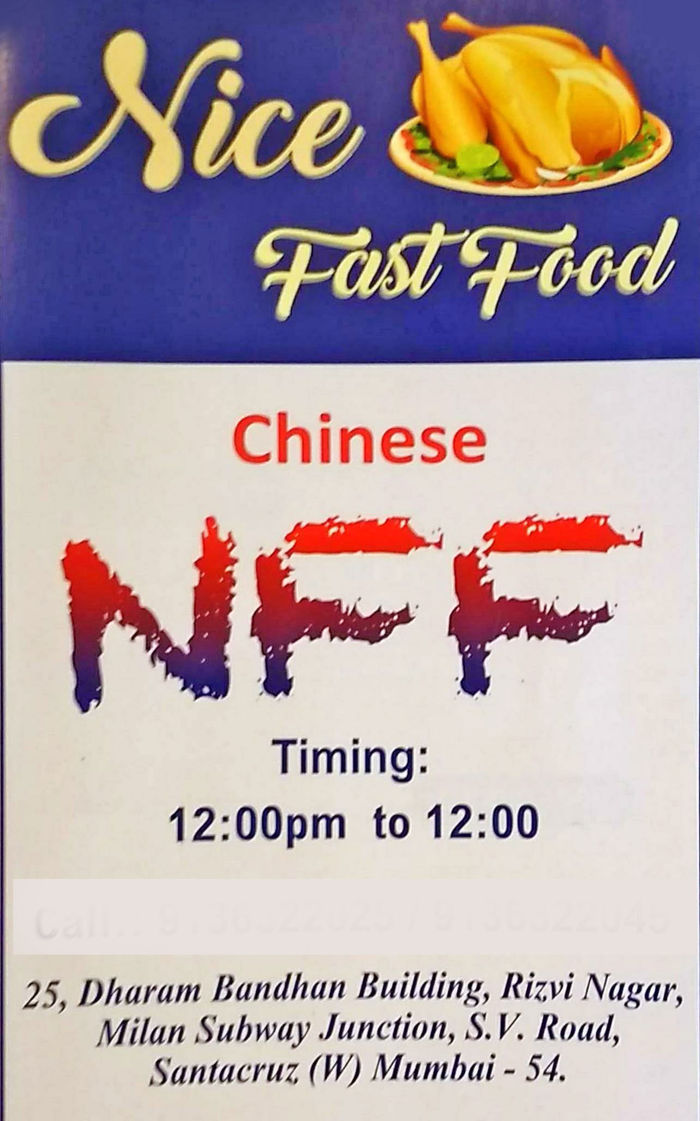 Nice
Fast Food
Chinese
NFF
Timing:
12:00pm to 12:00
Call.:
25, Dharam Bandhan Building, Rizvi Nagar,
Milan Subway Junction, S.V. Road,
Santacruz (W) Mumbai - 54.